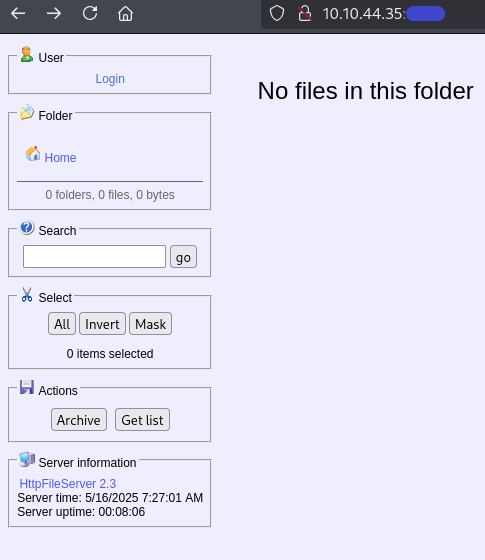 10.10.44.35:
User
Login
Folder
Home
0 folders, 0 files, 0 bytes
Search
go
Select
All Invert Mask
0 items selected
Actions
Archive Get list
Server information
HttpFileServer 2.3
Server time: 5/16/2025 7:27:01 AM
Server uptime: 00:08:06
No files in this folder